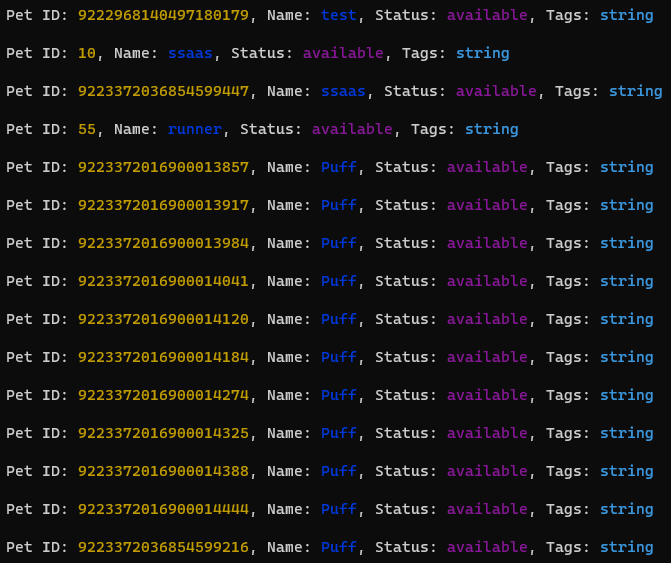 Pet ID: 9222968140497180179, Name: test, Status: available, Tags: string
Pet ID: 10, Name: ssaas, Status: available, Tags: string
Pet ID: 9223372036854599447, Name: ssaas, Status: available, Tags: string
Pet ID: 55, Name: runner, Status: available, Tags: string
Pet ID: 9223372016900013857, Name: Puff, Status: available, Tags: string
Pet ID: 9223372016900013917, Name: Puff, Status: available, Tags: string
Pet ID: 9223372016900013984, Name: Puff, Status: available, Tags: string
Pet ID: 9223372016900014041, Name: Puff, Status: available, Tags: string
Pet ID: 9223372016900014120, Name: Puff, Status: available, Tags: string
Pet ID: 9223372016900014184, Name: Puff, Status: available, Tags: string
Pet ID: 9223372016900014274, Name: Puff, Status: available, Tags: string
Pet ID: 9223372016900014325, Name: Puff, Status: available, Tags: string
Pet ID: 9223372016900014388, Name: Puff, Status: available, Tags: string
Pet ID: 9223372016900014444, Name: Puff, Status: available, Tags: string
Pet ID: 9223372036854599216, Name: Puff, Status: available, Tags: string